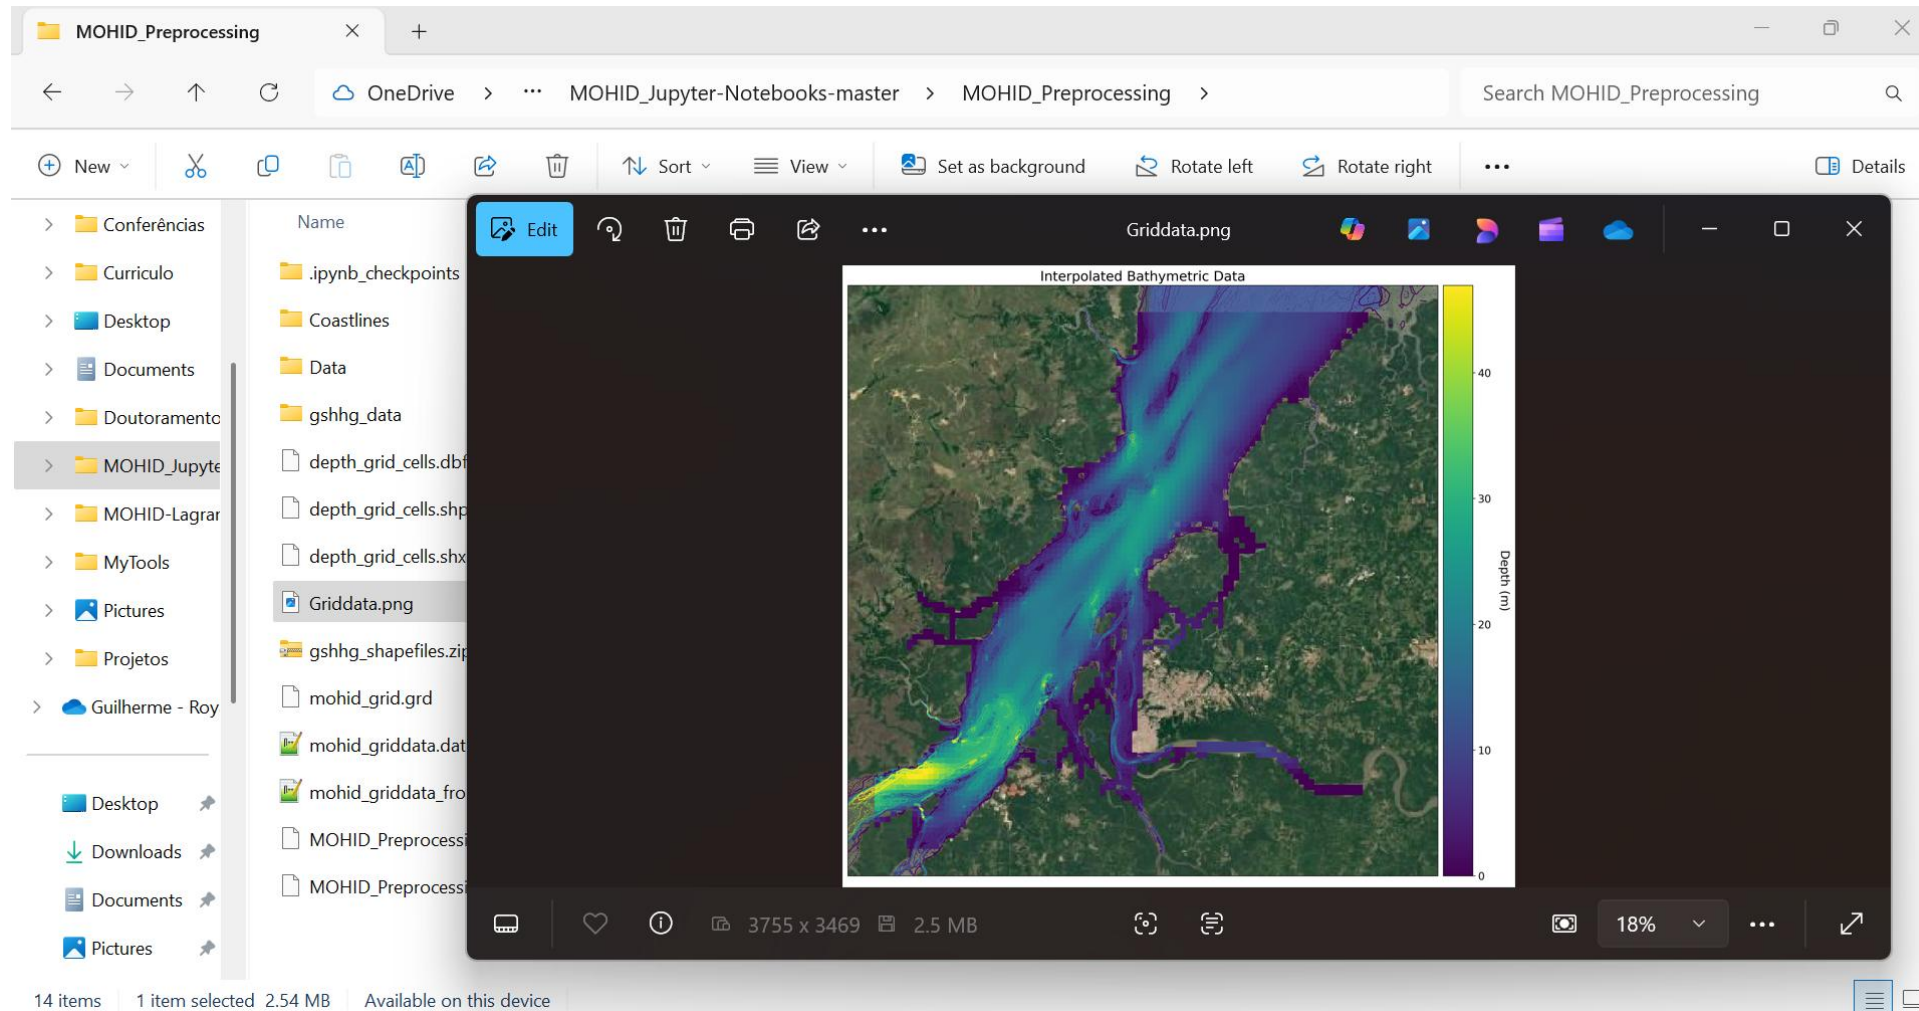 MOHID_Preprocessing
OneDrive > ... MOHID_Jupyter-Notebooks-master > MOHID_Preprocessing >
Search MOHID_Preprocessing
New
Sort
View
Set as background
Rotate left
Rotate right
Details
Conferências
Curriculo
Desktop
Documents
Doutoramento
MOHID_Jupyte
MOHID-Lagrar
MyTools
Pictures
Projetos
Guilherme - Roy
Desktop
Downloads
Documents
Pictures
Name
.ipynb_checkpoints
Coastlines
Data
gshhg_data
depth_grid_cells.dbf
depth_grid_cells.shp
depth_grid_cells.shx
Griddata.png
gshhg_shapefiles.zip
mohid_grid.grd
mohid_griddata.dat
mohid_griddata_fro
MOHID_Preprocessi
MOHID_Preprocessi
Edit
Griddata.png
Interpolated Bathymetric Data
40
30
20
10
0
Depth (m)
3755 x 3469
2.5 MB
18%
14 items
1 item selected 2.54 MB
Available on this device